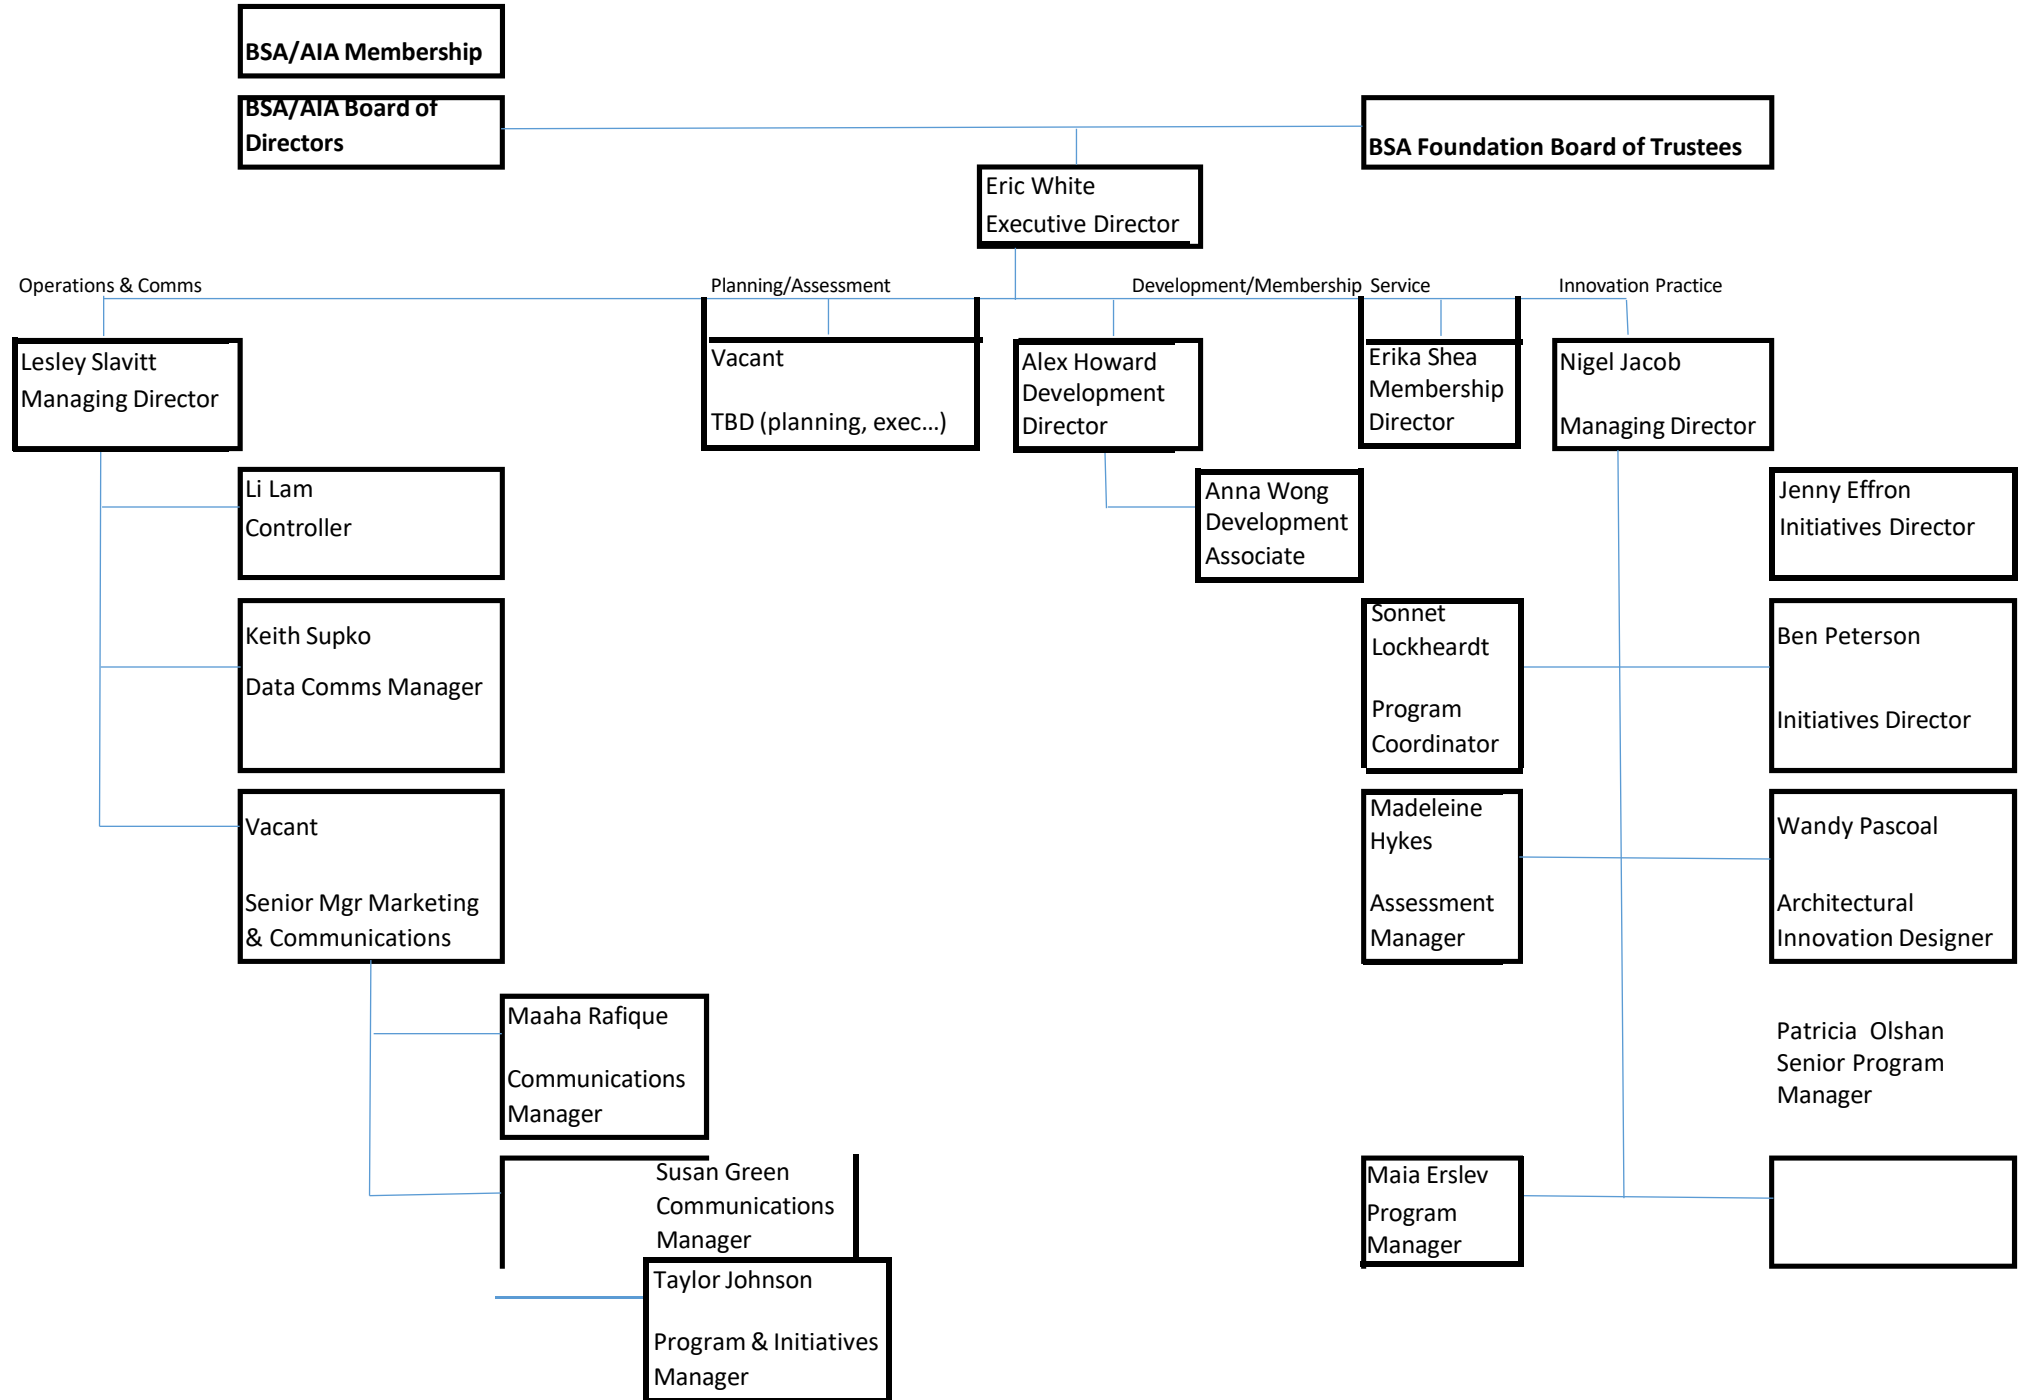 BSA/AIA Membership
BSA/AIA Board of
Directors
BSA Foundation Board of Trustees
Eric White
Executive Director
Operations & Comms
Planning/Assessment
Development/Membership Service
Innovation Practice
Lesley Slavitt
Managing Director
Vacant
TBD (planning, exec...)
Alex Howard
Development
Director
Erika Shea
Membership
Director
Nigel Jacob
Managing Director
Li Lam
Controller
Anna Wong
Development
Associate
Jenny Effron
Initiatives Director
Keith Supko
Data Comms Manager
Sonnet
Lockheardt
Program
Coordinator
Ben Peterson
Initiatives Director
Vacant
Senior Mgr Marketing
& Communications
Madeleine
Hykes
Assessment
Manager
Wandy Pascoal
Architectural
Innovation Designer
Maaha Rafique
Communications
Manager
Patricia Olshan
Senior Program
Manager
Susan Green
Communications
Manager
Maia Erslev
Program
Manager
Taylor Johnson
Program & Initiatives
Manager